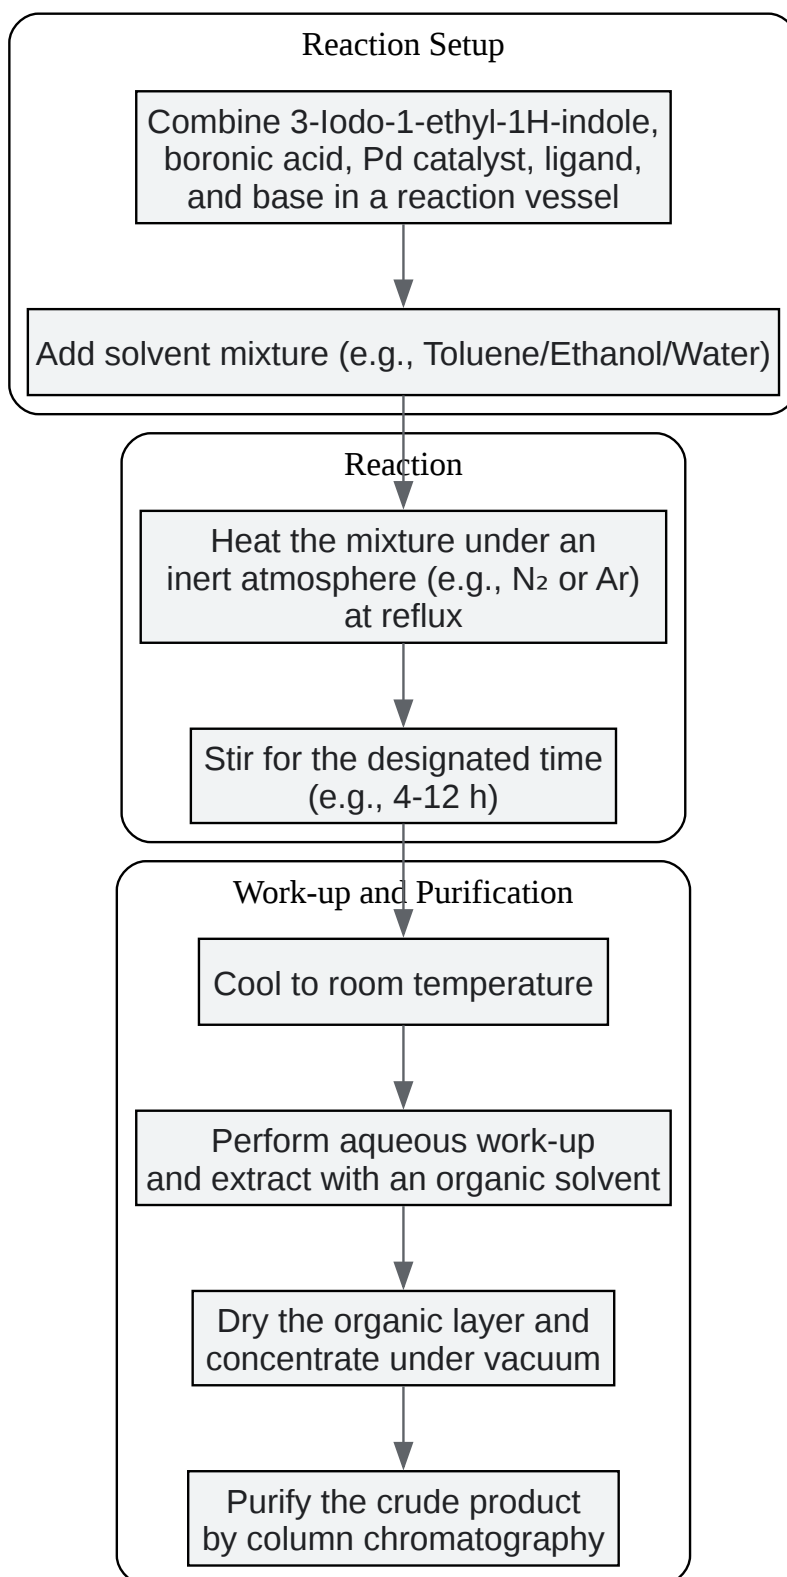 Reaction Setup
Combine 3-Iodo-1-ethyl-1H-indole,
boronic acid, Pd catalyst, ligand,
and base in a reaction vessel
Add solvent mixture (e.g., Toluene/Ethanol/Water)
Reaction
Heat the mixture under an
inert atmosphere (e.g., N₂ or Ar)
at reflux
Stir for the designated time
(e.g., 4-12 h)
Work-up and Purification
Cool to room temperature
Perform aqueous work-up
and extract with an organic solvent
Dry the organic layer and
concentrate under vacuum
Purify the crude product
by column chromatography